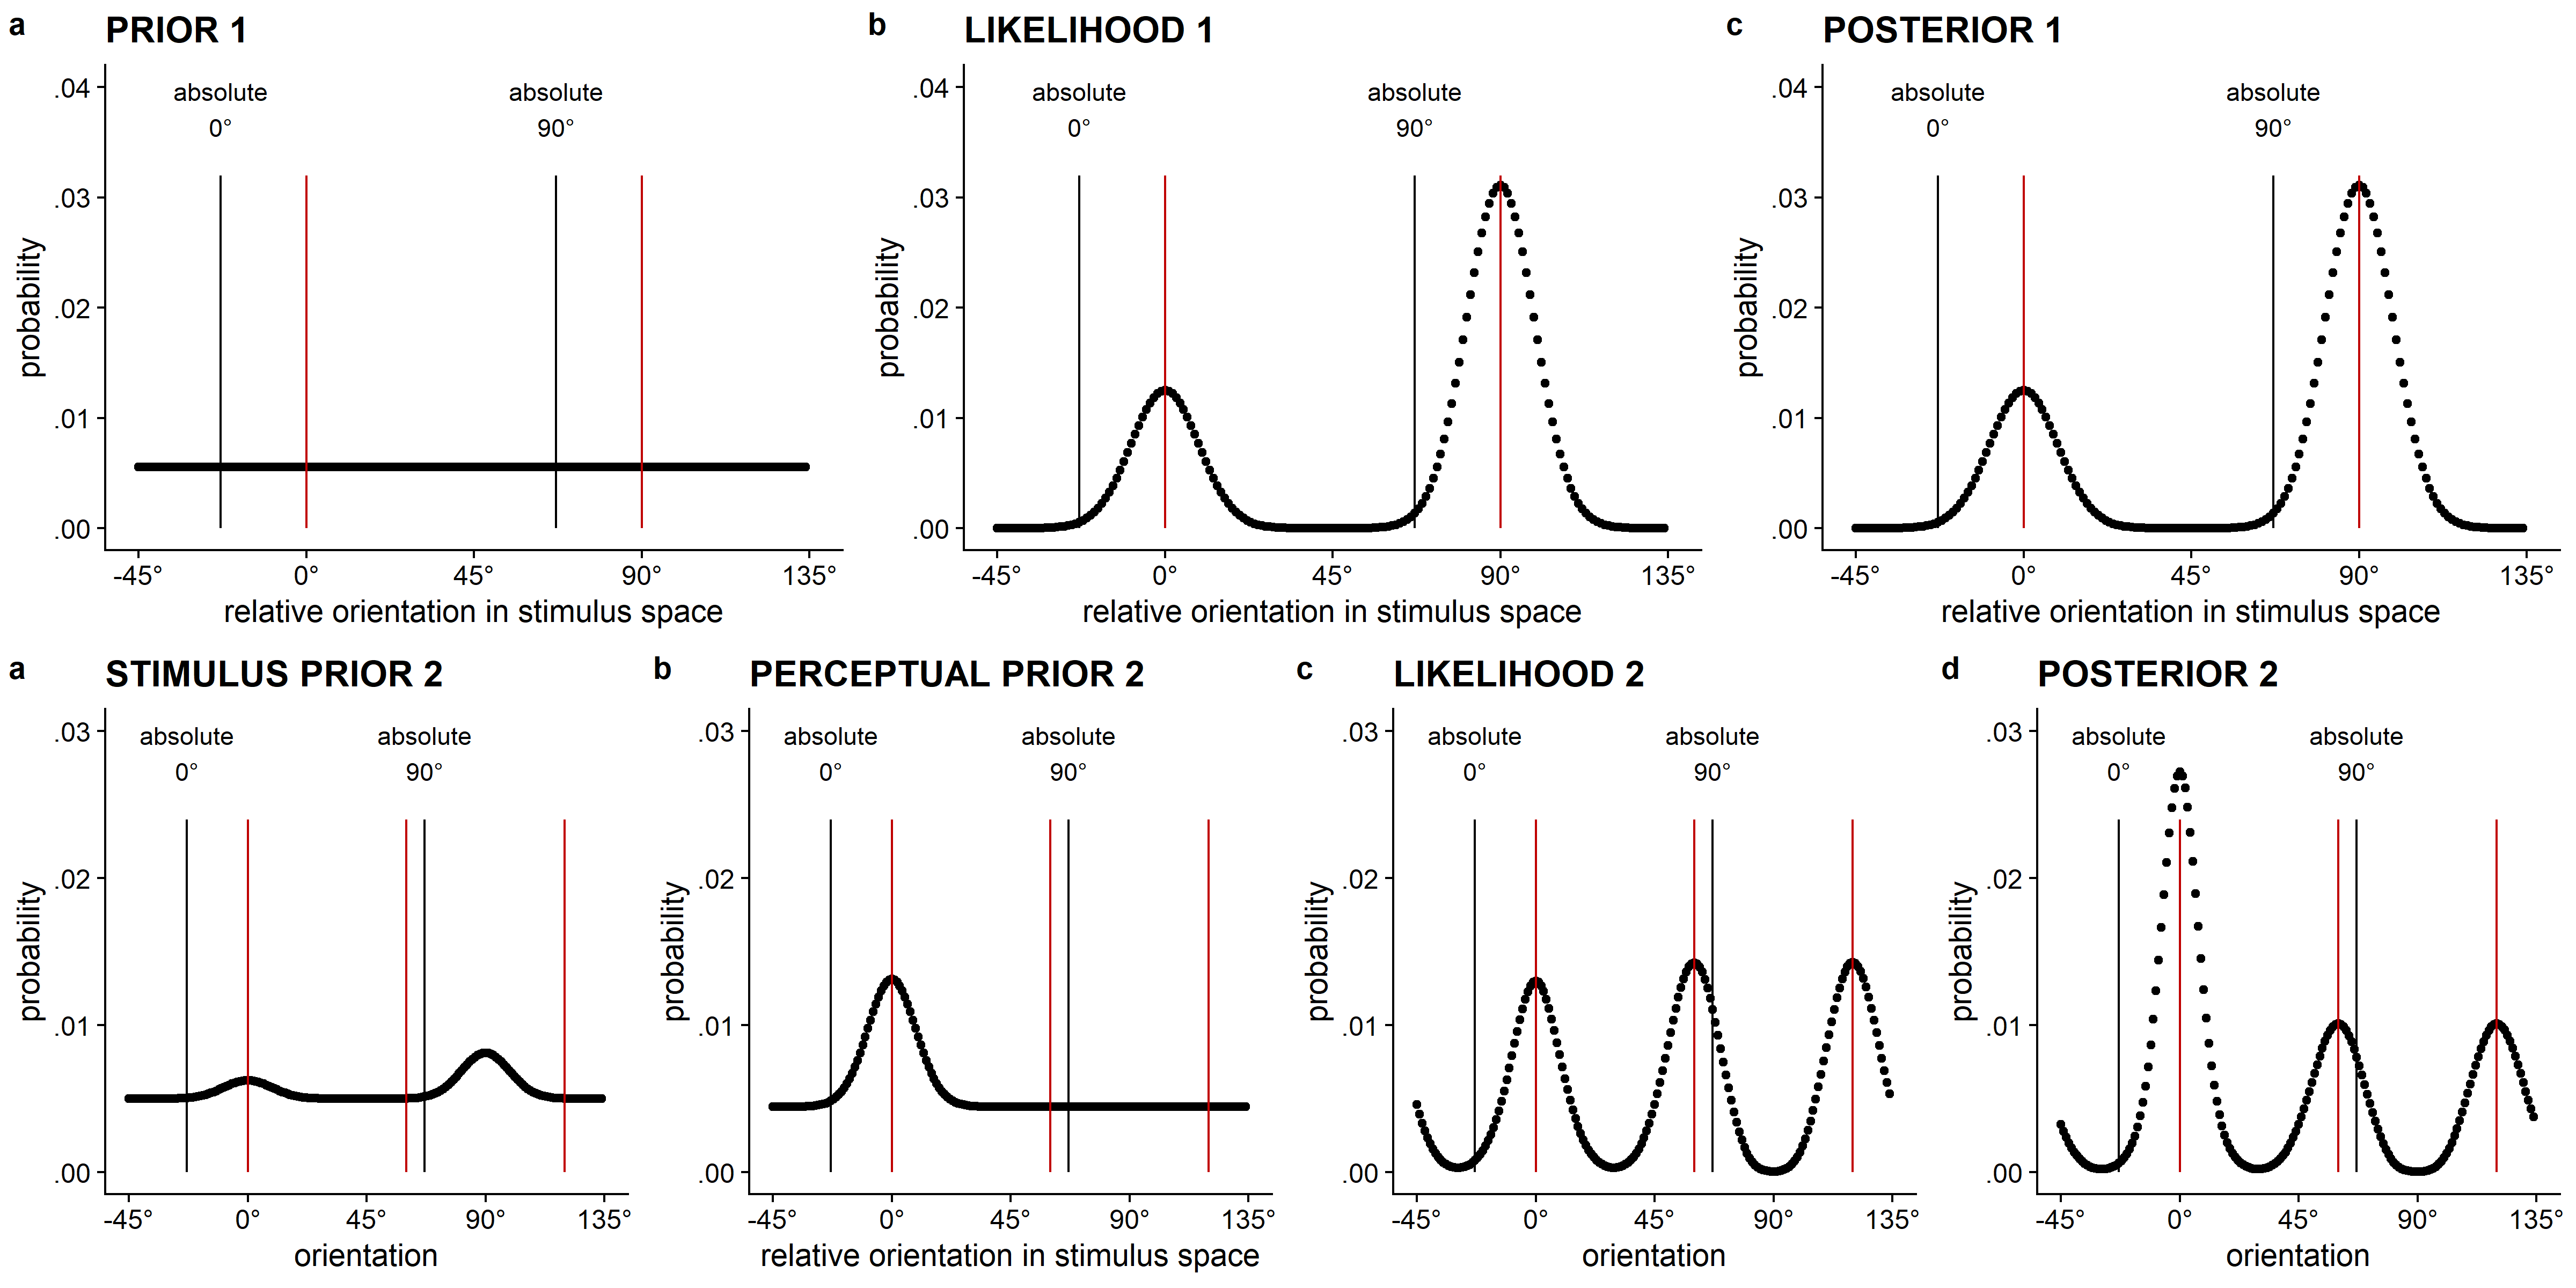 a PRIOR 1
.04
.03
.02
.01
.00
absolute
0°
absolute
90°
probability
-45° 0° 45° 90° 135°
relative orientation in stimulus space
b LIKELIHOOD 1
.04
.03
.02
.01
.00
absolute
0°
absolute
90°
probability
-45° 0° 45° 90° 135°
relative orientation in stimulus space
c POSTERIOR 1
.04
.03
.02
.01
.00
absolute
0°
absolute
90°
probability
-45° 0° 45° 90° 135°
relative orientation in stimulus space
a STIMULUS PRIOR 2
.03
.02
.01
.00
absolute
0°
absolute
90°
probability
-45° 0° 45° 90° 135°
orientation
b PERCEPTUAL PRIOR 2
.03
.02
.01
.00
absolute
0°
absolute
90°
probability
-45° 0° 45° 90° 135°
relative orientation in stimulus space
c LIKELIHOOD 2
.03
.02
.01
.00
absolute
0°
absolute
90°
probability
-45° 0° 45° 90° 135°
orientation
d POSTERIOR 2
.03
.02
.01
.00
absolute
0°
absolute
90°
probability
-45° 0° 45° 90° 135°
orientation